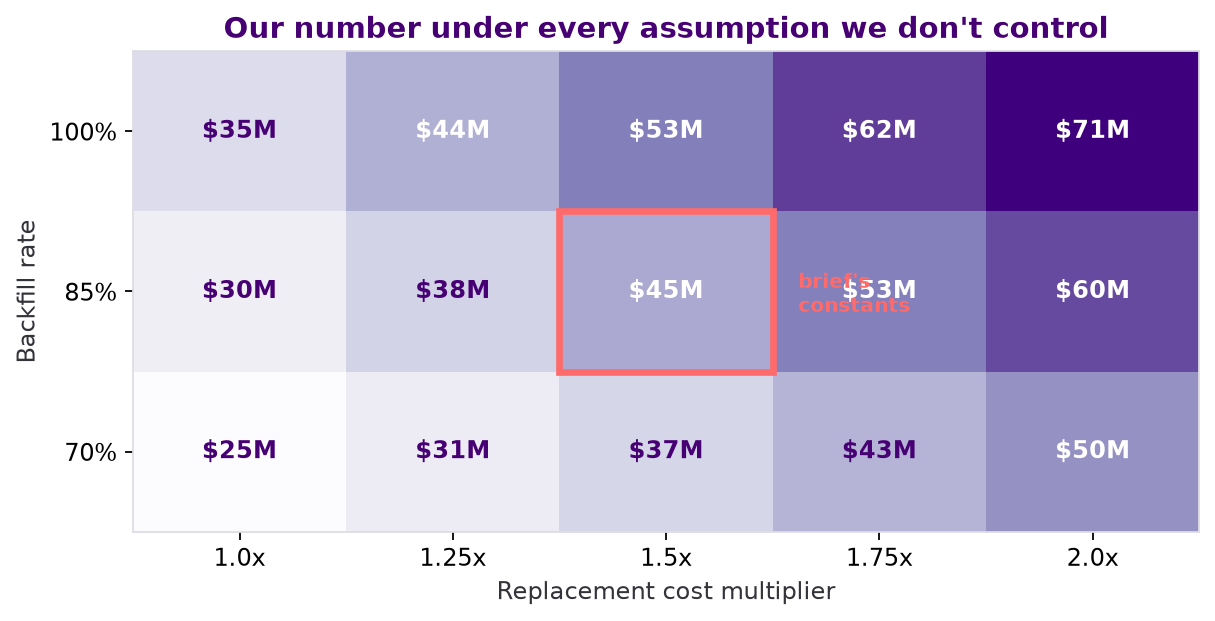 Our number under every assumption we don't control
Backfill rate
100%
$35M $44M $53M $62M $71M
85%
$30M $38M $45M $53M $60M
brief's
constants
70%
$25M $31M $37M $43M $50M
1.0x 1.25x 1.5x 1.75x 2.0x
Replacement cost multiplier